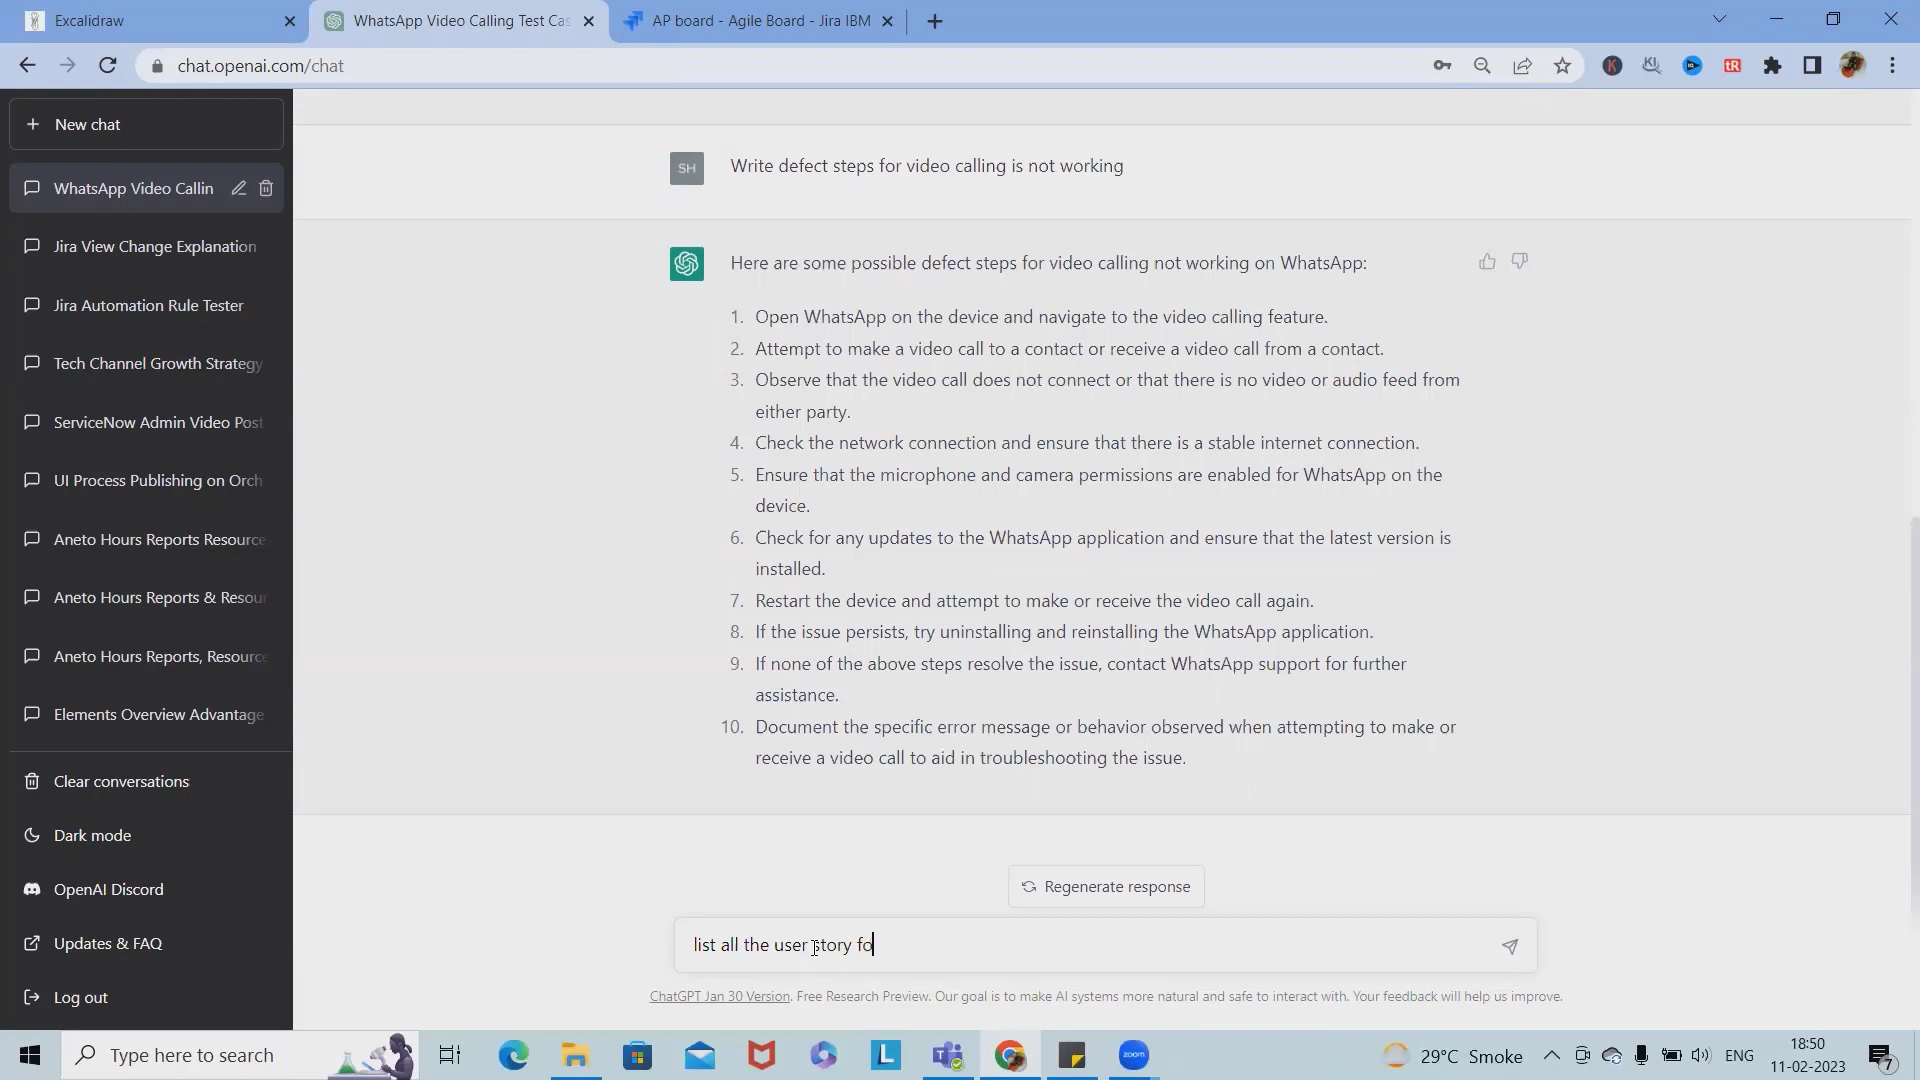 Excalidraw
WhatsApp Video Calling Test Cas
AP board - Agile Board - Jira IBM
chat.openai.com/chat
New chat
WhatsApp Video Callin
Jira View Change Explanation
Jira Automation Rule Tester
Tech Channel Growth Strategy
ServiceNow Admin Video Post
UI Process Publishing on Orch
Aneto Hours Reports Resource
Aneto Hours Reports & Resour
Aneto Hours Reports, Resource
Elements Overview Advantage
Clear conversations
Dark mode
OpenAI Discord
Updates & FAQ
Log out
SH
Write defect steps for video calling is not working
Here are some possible defect steps for video calling not working on WhatsApp:
1. Open WhatsApp on the device and navigate to the video calling feature.
2. Attempt to make a video call to a contact or receive a video call from a contact.
3. Observe that the video call does not connect or that there is no video or audio feed from
either party.
4. Check the network connection and ensure that there is a stable internet connection.
5. Ensure that the microphone and camera permissions are enabled for WhatsApp on the
device.
6. Check for any updates to the WhatsApp application and ensure that the latest version is
installed.
7. Restart the device and attempt to make or receive the video call again.
8. If the issue persists, try uninstalling and reinstalling the WhatsApp application.
9. If none of the above steps resolve the issue, contact WhatsApp support for further
assistance.
10. Document the specific error message or behavior observed when attempting to make or
receive a video call to aid in troubleshooting the issue.
Regenerate response
list all the user story fo
ChatGPT Jan 30 Version. Free Research Preview. Our goal is to make AI systems more natural and safe to interact with. Your feedback will help us improve.
Type here to search
L
zoom
29°C Smoke
ENG
18:50
11-02-2023
7